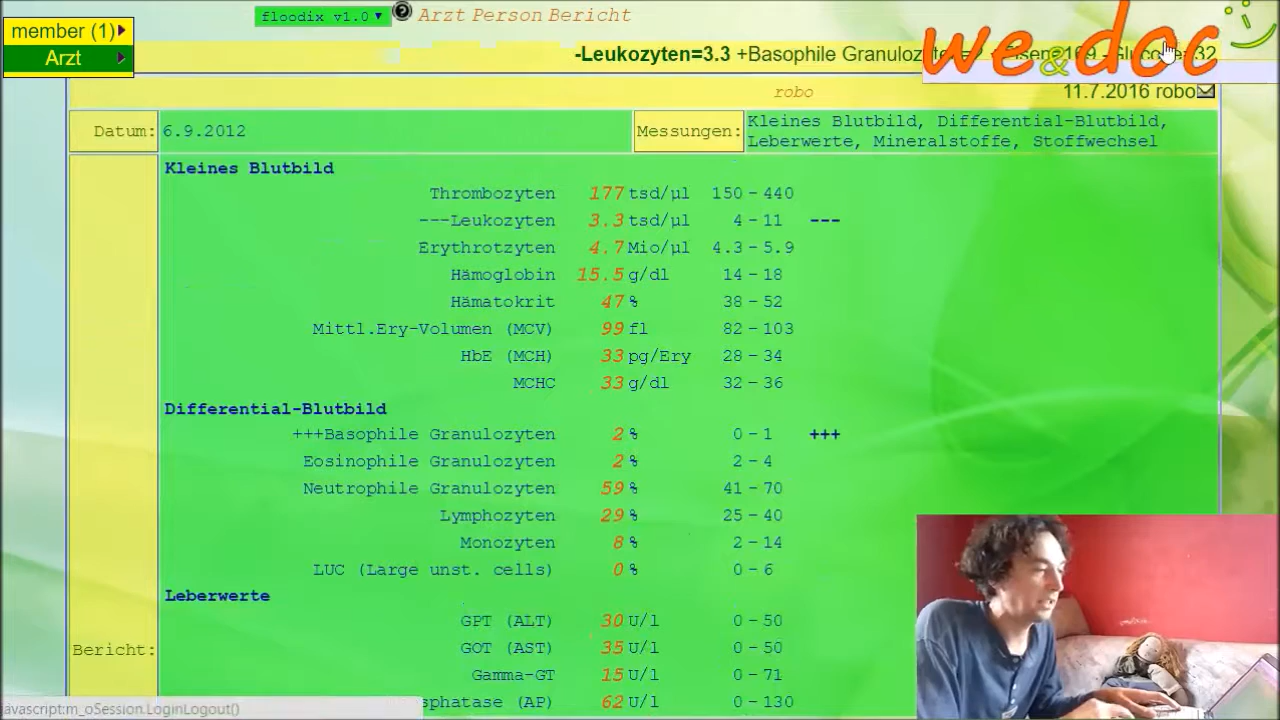 member (1)
Arzt
floodix v1.0
Arzt Person Bericht
we&doc
-Leukozyten=3.3 +Basophile
robo
11.7.2016 robo
Datum: 6.9.2012
Messungen: Kleines Blutbild, Differential-Blutbild,
Leberwerte, Mineralstoffe, Stoffwechsel
Kleines Blutbild
Thrombozyten 177 tsd/µl 150 - 440
---Leukozyten 3.3 tsd/µl 4 - 11 ---
Erythrotzyten 4.7 Mio/µl 4.3 - 5.9
Hämoglobin 15.5 g/dl 14 - 18
Hämatokrit 47 % 38 - 52
Mittl.Ery-Volumen (MCV) 99 fl 82 - 103
HbE (MCH) 33 pg/Ery 28 - 34
MCHC 33 g/dl 32 - 36
Differential-Blutbild
+++Basophile Granulozyten 2 % 0 - 1 +++
Eosinophile Granulozyten 2 % 2 - 4
Neutrophile Granulozyten 59 % 41 - 70
Lymphozyten 29 % 25 - 40
Monozyten 8 % 2 - 14
LUC (Large unst. cells) 0 % 0 - 6
Leberwerte
GPT (ALT) 30 U/l 0 - 50
Bericht:
GOT (AST) 35 U/l 0 - 50
Gamma-GT 15 U/l 0 - 71
sphatase (AP) 62 U/l 0 - 130
avascript:m_oSession.LoginLogout()